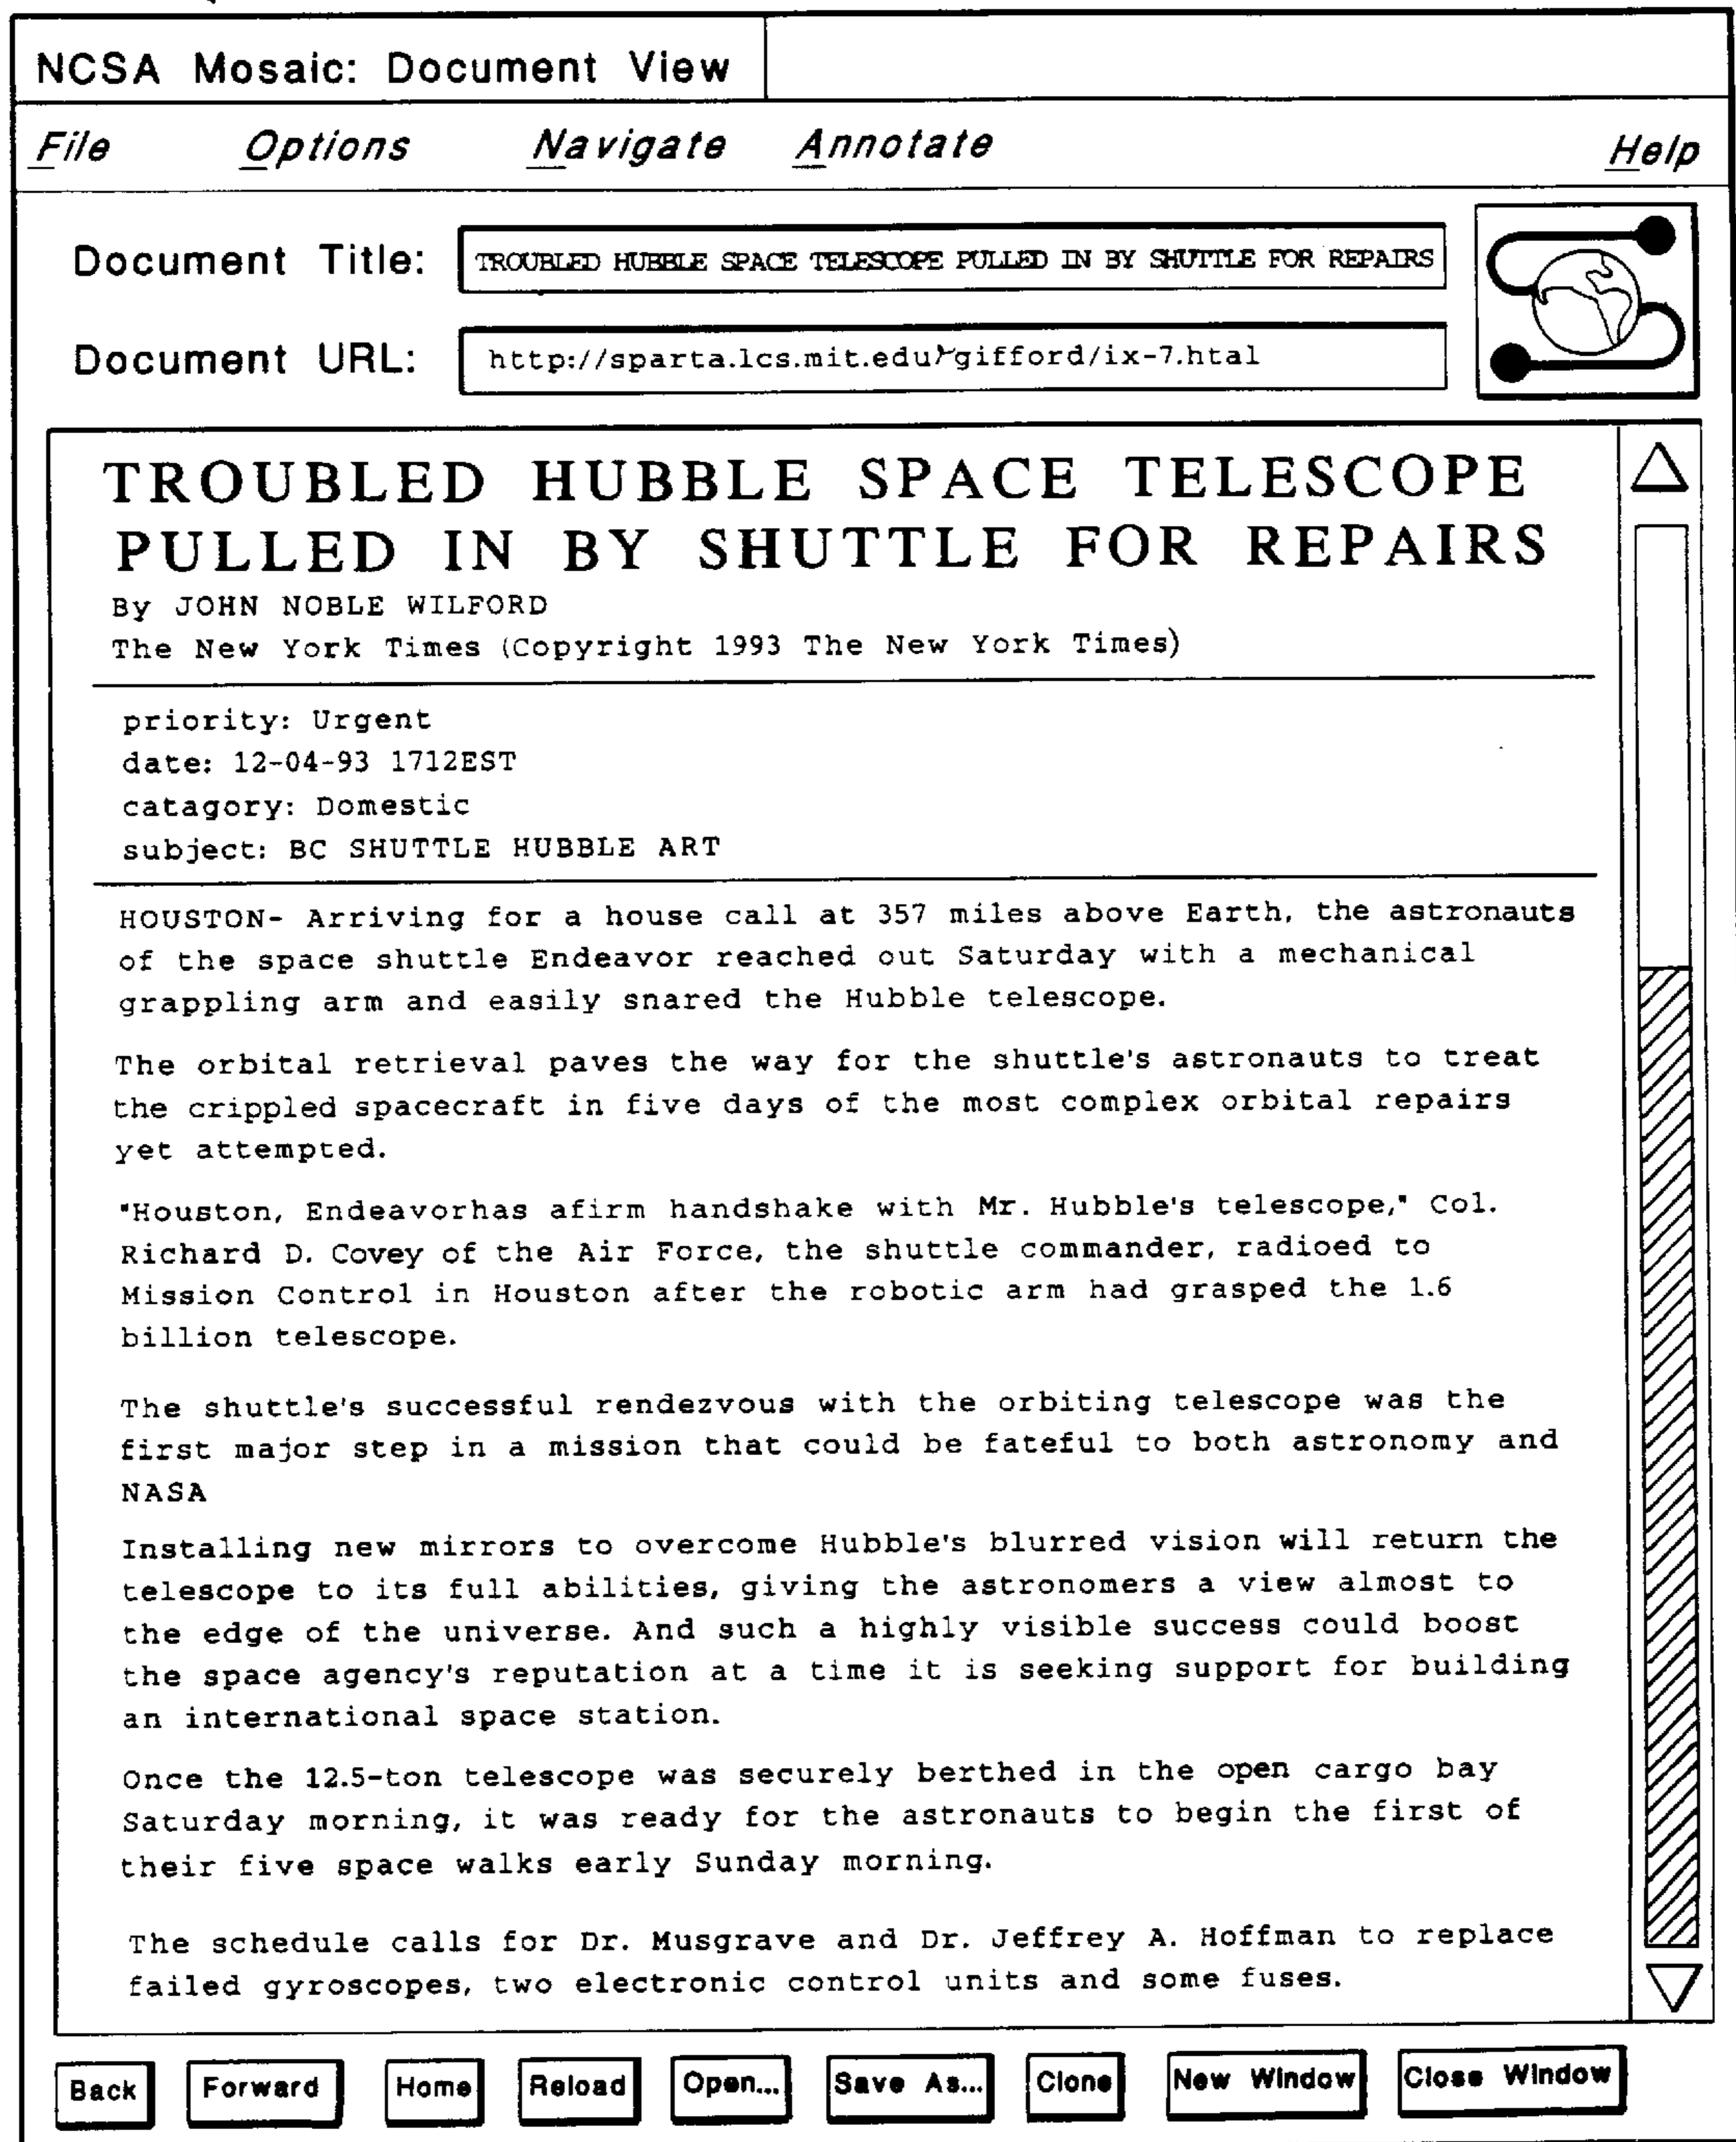 NCSA Mosaic: Document View
File Options Navigate Annotate Help
Document Title: TROUBLED HUBBLE SPACE TELESCOPE PULLED IN BY SHUTTLE FOR REPAIRS
Document URL: http://sparta.lcs.mit.edu/~gifford/ix-7.htal
TROUBLED HUBBLE SPACE TELESCOPE
PULLED IN BY SHUTTLE FOR REPAIRS
By JOHN NOBLE WILFORD
The New York Times (Copyright 1993 The New York Times)
priority: Urgent
date: 12-04-93 1712EST
catagory: Domestic
subject: BC SHUTTLE HUBBLE ART
HOUSTON- Arriving for a house call at 357 miles above Earth, the astronauts
of the space shuttle Endeavor reached out Saturday with a mechanical
grappling arm and easily snared the Hubble telescope.
The orbital retrieval paves the way for the shuttle's astronauts to treat
the crippled spacecraft in five days of the most complex orbital repairs
yet attempted.
"Houston, Endeavorhas afirm handshake with Mr. Hubble's telescope," Col.
Richard D. Covey of the Air Force, the shuttle commander, radioed to
Mission Control in Houston after the robotic arm had grasped the 1.6
billion telescope.
The shuttle's successful rendezvous with the orbiting telescope was the
first major step in a mission that could be fateful to both astronomy and
NASA
Installing new mirrors to overcome Hubble's blurred vision will return the
telescope to its full abilities, giving the astronomers a view almost to
the edge of the universe. And such a highly visible success could boost
the space agency's reputation at a time it is seeking support for building
an international space station.
Once the 12.5-ton telescope was securely berthed in the open cargo bay
Saturday morning, it was ready for the astronauts to begin the first of
their five space walks early Sunday morning.
The schedule calls for Dr. Musgrave and Dr. Jeffrey A. Hoffman to replace
failed gyroscopes, two electronic control units and some fuses.
Back Forward Home Reload Open... Save As... Clone New Window Close Window